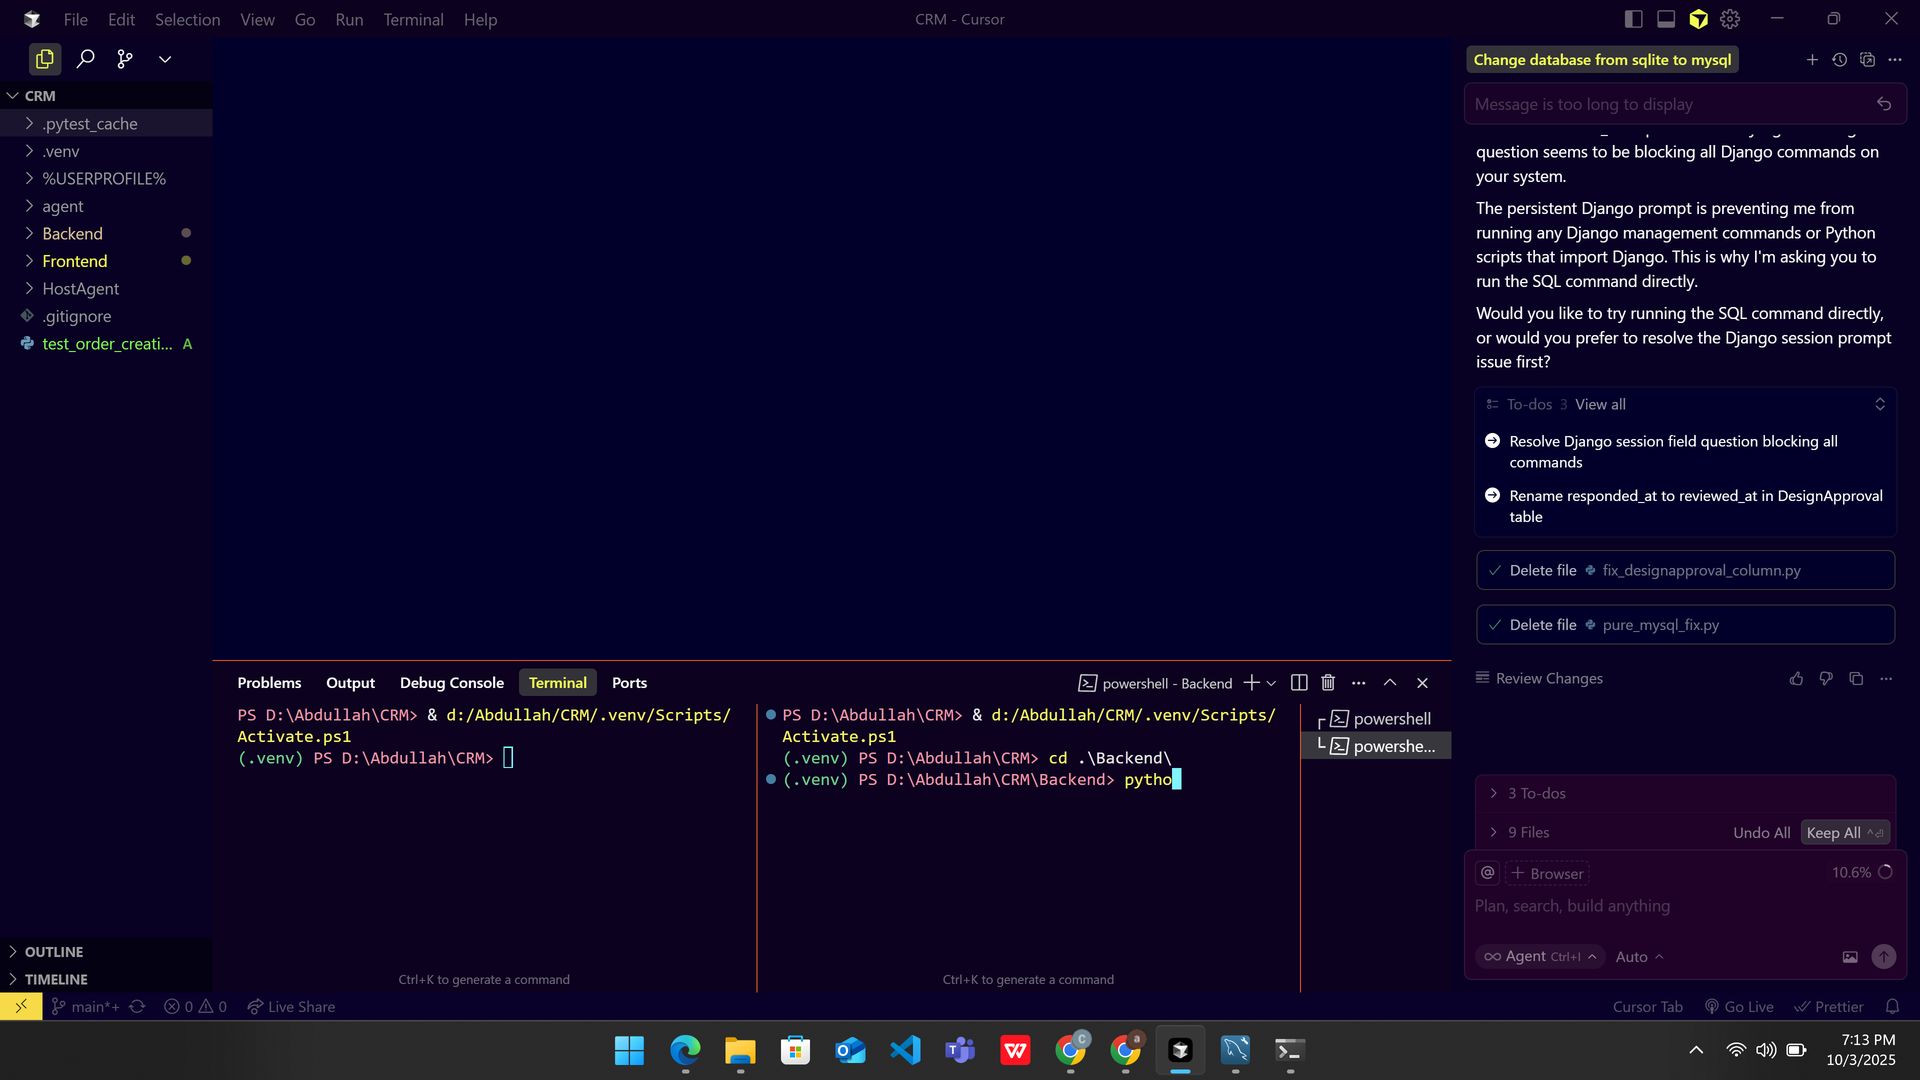 File Edit Selection View Go Run Terminal Help
CRM - Cursor
CRM
.pytest_cache
.venv
%USERPROFILE%
agent
Backend
Frontend
HostAgent
.gitignore
test_order_creati... A
OUTLINE
TIMELINE
Problems Output Debug Console Terminal Ports
powershell - Backend
PS D:\Abdullah\CRM> & d:/Abdullah/CRM/.venv/Scripts/
Activate.ps1
(.venv) PS D:\Abdullah\CRM>
Ctrl+K to generate a command
PS D:\Abdullah\CRM> & d:/Abdullah/CRM/.venv/Scripts/
Activate.ps1
(.venv) PS D:\Abdullah\CRM> cd .\Backend\
(.venv) PS D:\Abdullah\CRM\Backend> pytho
Ctrl+K to generate a command
powershell
powershe...
Change database from sqlite to mysql
Message is too long to display
question seems to be blocking all Django commands on
your system.
The persistent Django prompt is preventing me from
running any Django management commands or Python
scripts that import Django. This is why I'm asking you to
run the SQL command directly.
Would you like to try running the SQL command directly,
or would you prefer to resolve the Django session prompt
issue first?
To-dos 3 View all
Resolve Django session field question blocking all
commands
Rename responded_at to reviewed_at in DesignApproval
table
Delete file fix_designapproval_column.py
Delete file pure_mysql_fix.py
Review Changes
3 To-dos
9 Files Undo All Keep All
@ Browser 10.6%
Plan, search, build anything
Agent Ctrl+I Auto
main*+ 0 0 Live Share
Cursor Tab Go Live Prettier
C a
7:13 PM
10/3/2025